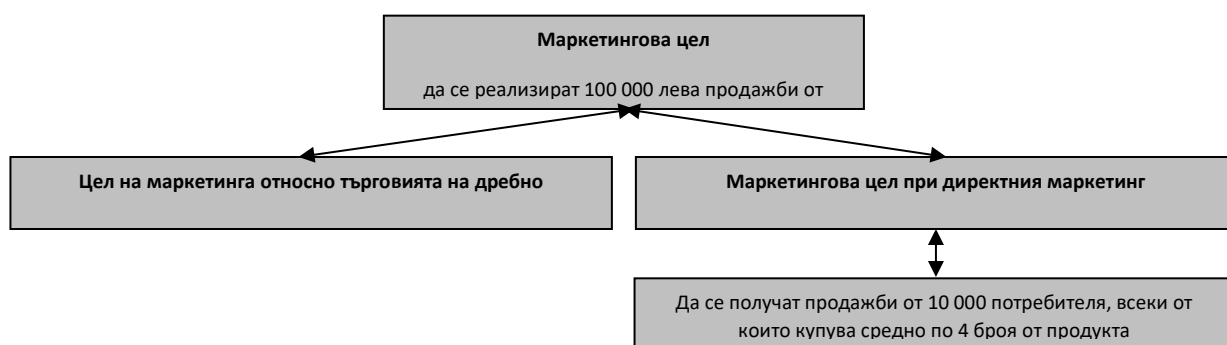 Маркетингова цел
да се реализират 100 000 лева продажби от
Цел на маркетинга относно търговията на дребно
Маркетингова цел при директния маркетинг
Да се получат продажби от 10 000 потребителя, всеки от
които купува средно по 4 броя от продукта